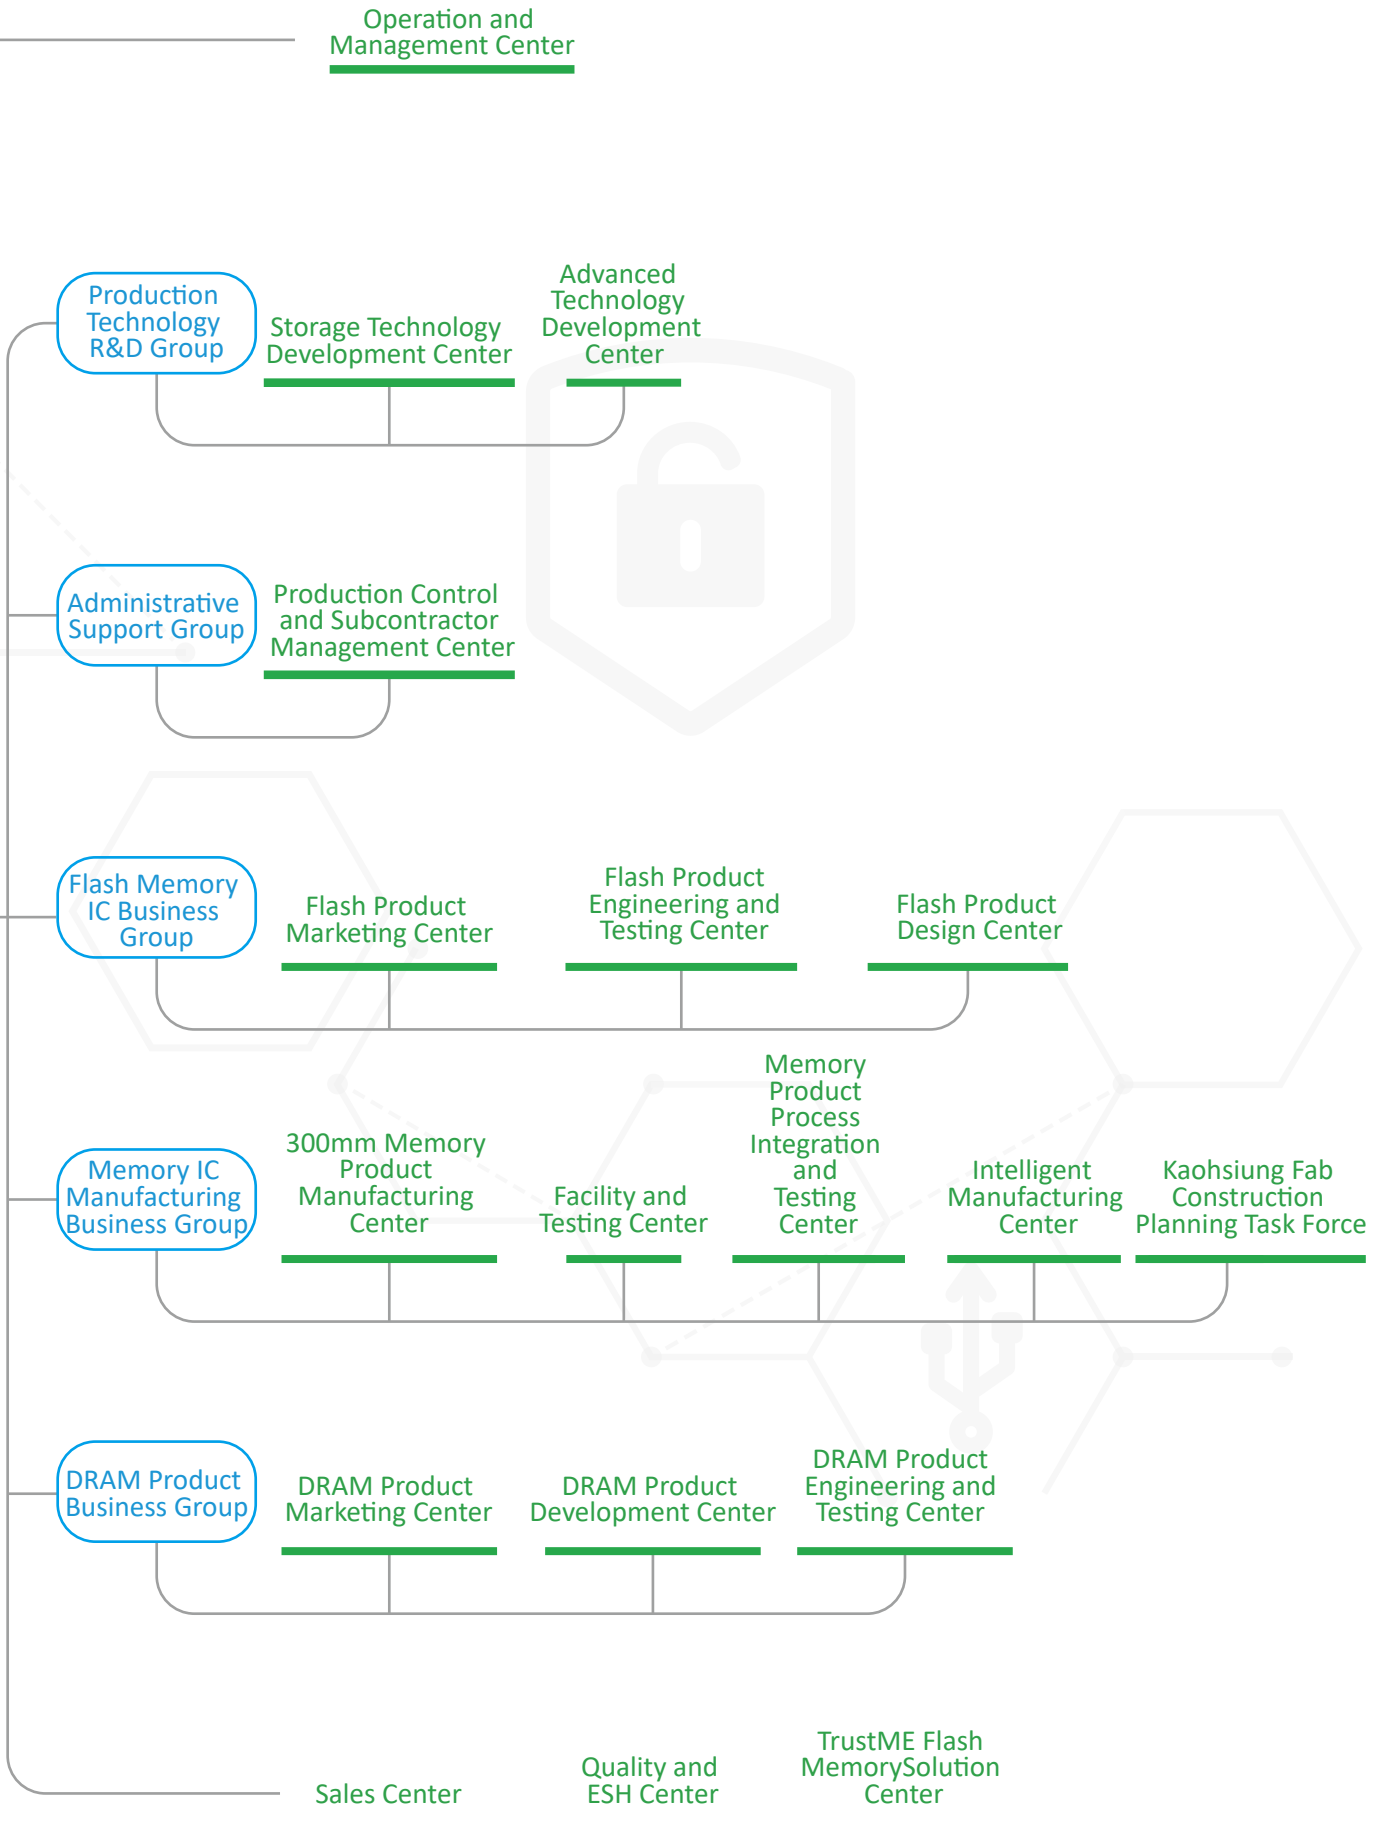 Operation and
Management Center
Production
Technology
R&D Group
Storage Technology
Development Center
Advanced
Technology
Development
Center
Administrative
Support Group
Production Control
and Subcontractor
Management Center
Flash Memory
IC Business
Group
Flash Product
Marketing Center
Flash Product
Engineering and
Testing Center
Flash Product
Design Center
Memory IC
Manufacturing
Business Group
300mm Memory
Product
Manufacturing
Center
Facility and
Testing Center
Memory
Product
Process
Integration
and
Testing
Center
Intelligent
Manufacturing
Center
Kaohsiung Fab
Construction
Planning Task Force
DRAM Product
Business Group
DRAM Product
Marketing Center
DRAM Product
Development Center
DRAM Product
Engineering and
Testing Center
Sales Center
Quality and
ESH Center
TrustME Flash
MemorySolution
Center